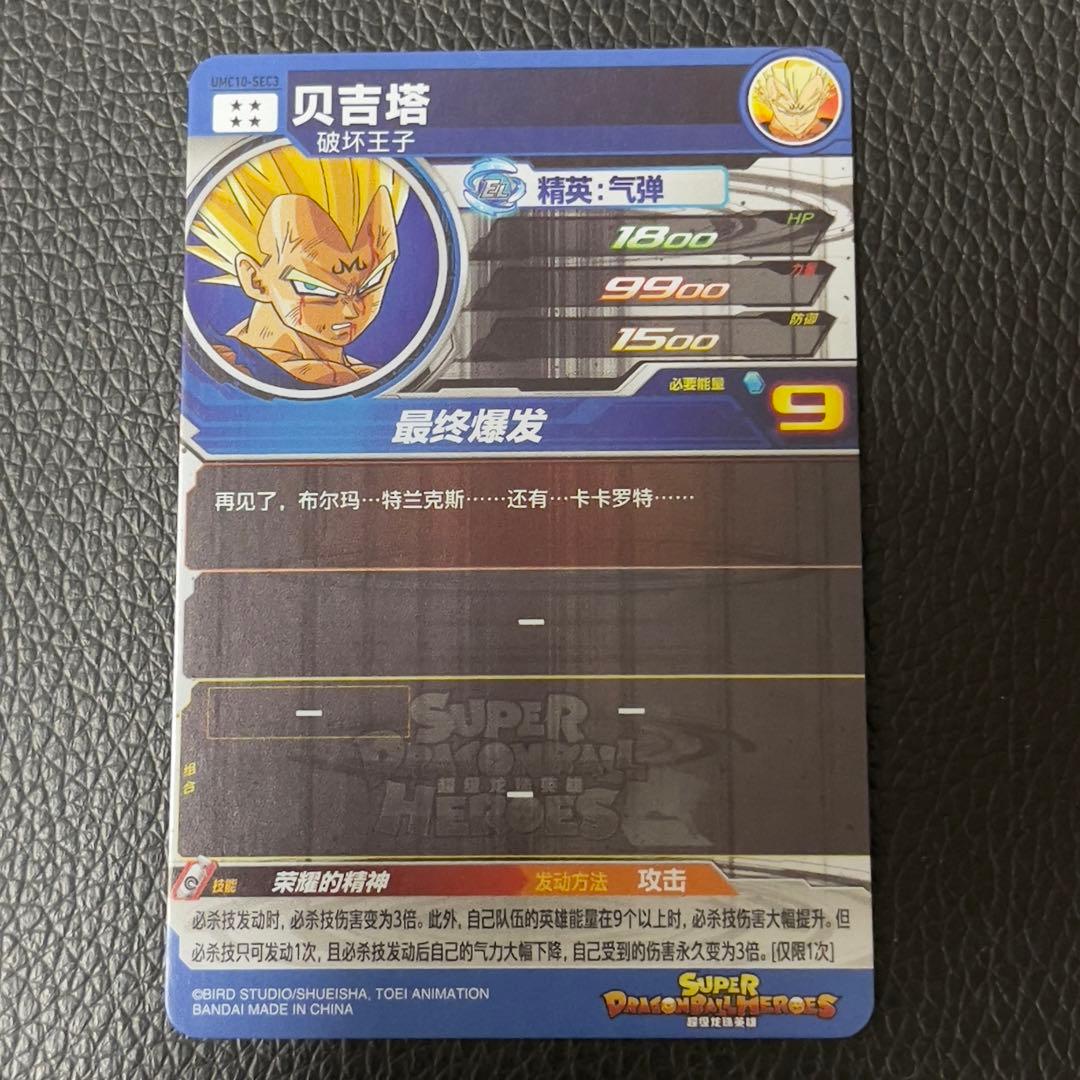 UMC10-SEC3
贝吉塔
破坏王子
EL
精英:气弹
HP
1800
力量
9900
防御
1500
必要能量
9
最终爆发
再见了，布尔玛…特兰克斯……还有…卡卡罗特……
组合
SUPER
DRAGONBALL
超级龙珠英雄
HEROES
技能 荣耀的精神 发动方法 攻击
必杀技发动时，必杀技伤害变为3倍。此外，自己队伍的英雄能量在9个以上时，必杀技伤害大幅提升。但
必杀技只可发动1次，且必杀技发动后自己的气力大幅下降，自己受到的伤害永久变为3倍。[仅限1次]
©BIRD STUDIO/SHUEISHA, TOEI ANIMATION
BANDAI MADE IN CHINA
SUPER
DRAGONBALL HEROES
超级龙珠英雄